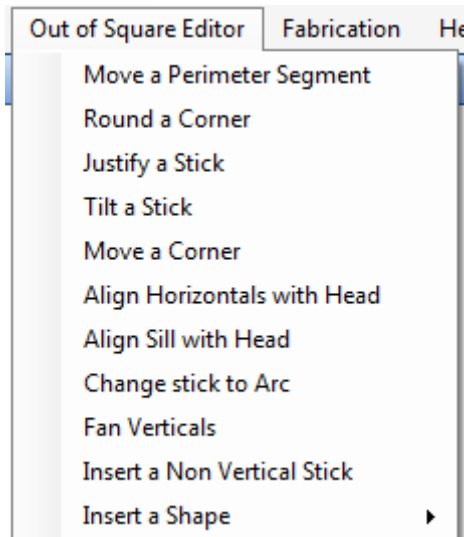 Out of Square Editor Fabrication He
Move a Perimeter Segment
Round a Corner
Justify a Stick
Tilt a Stick
Move a Corner
Align Horizontals with Head
Align Sill with Head
Change stick to Arc
Fan Verticals
Insert a Non Vertical Stick
Insert a Shape